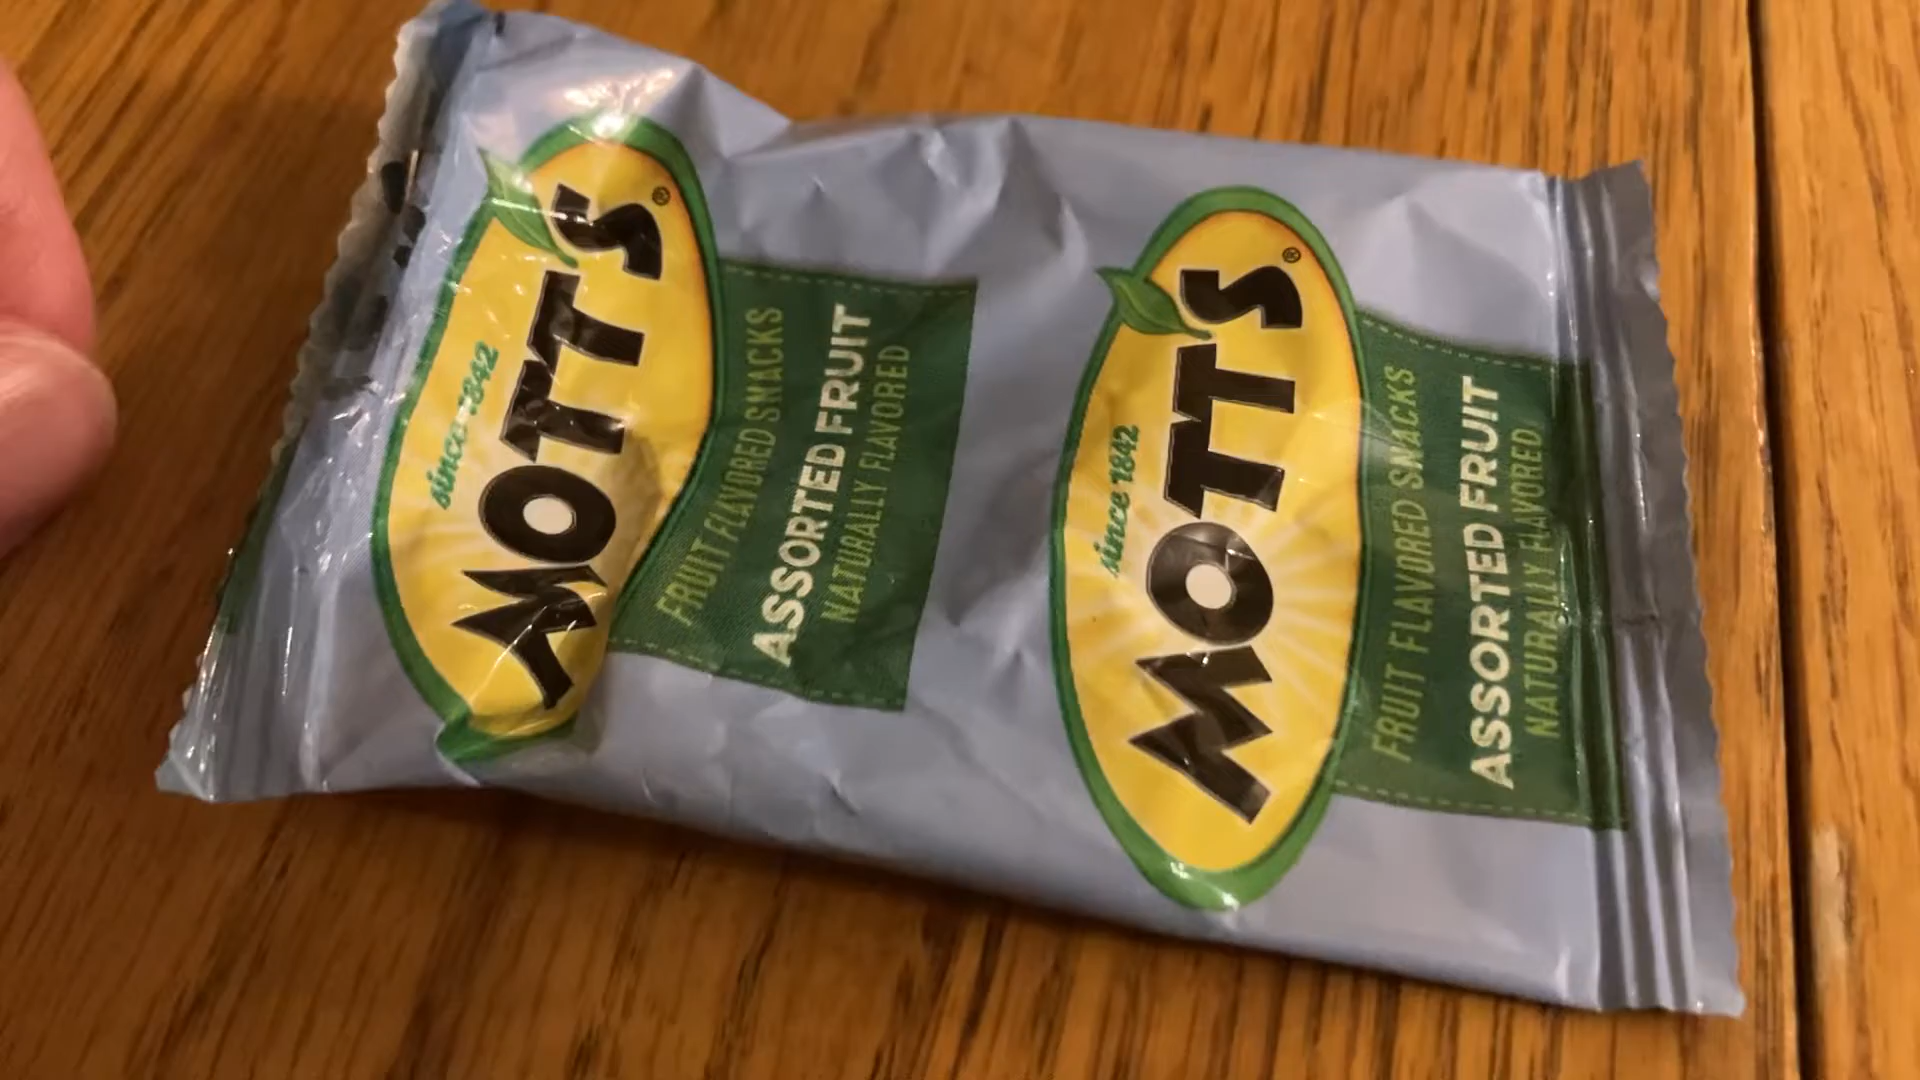 since 1842
MOTT'S®
FRUIT FLAVORED SNACKS
ASSORTED FRUIT
NATURALLY FLAVORED
since 1842
MOTT'S®
FRUIT FLAVORED SNACKS
ASSORTED FRUIT
NATURALLY FLAVORED